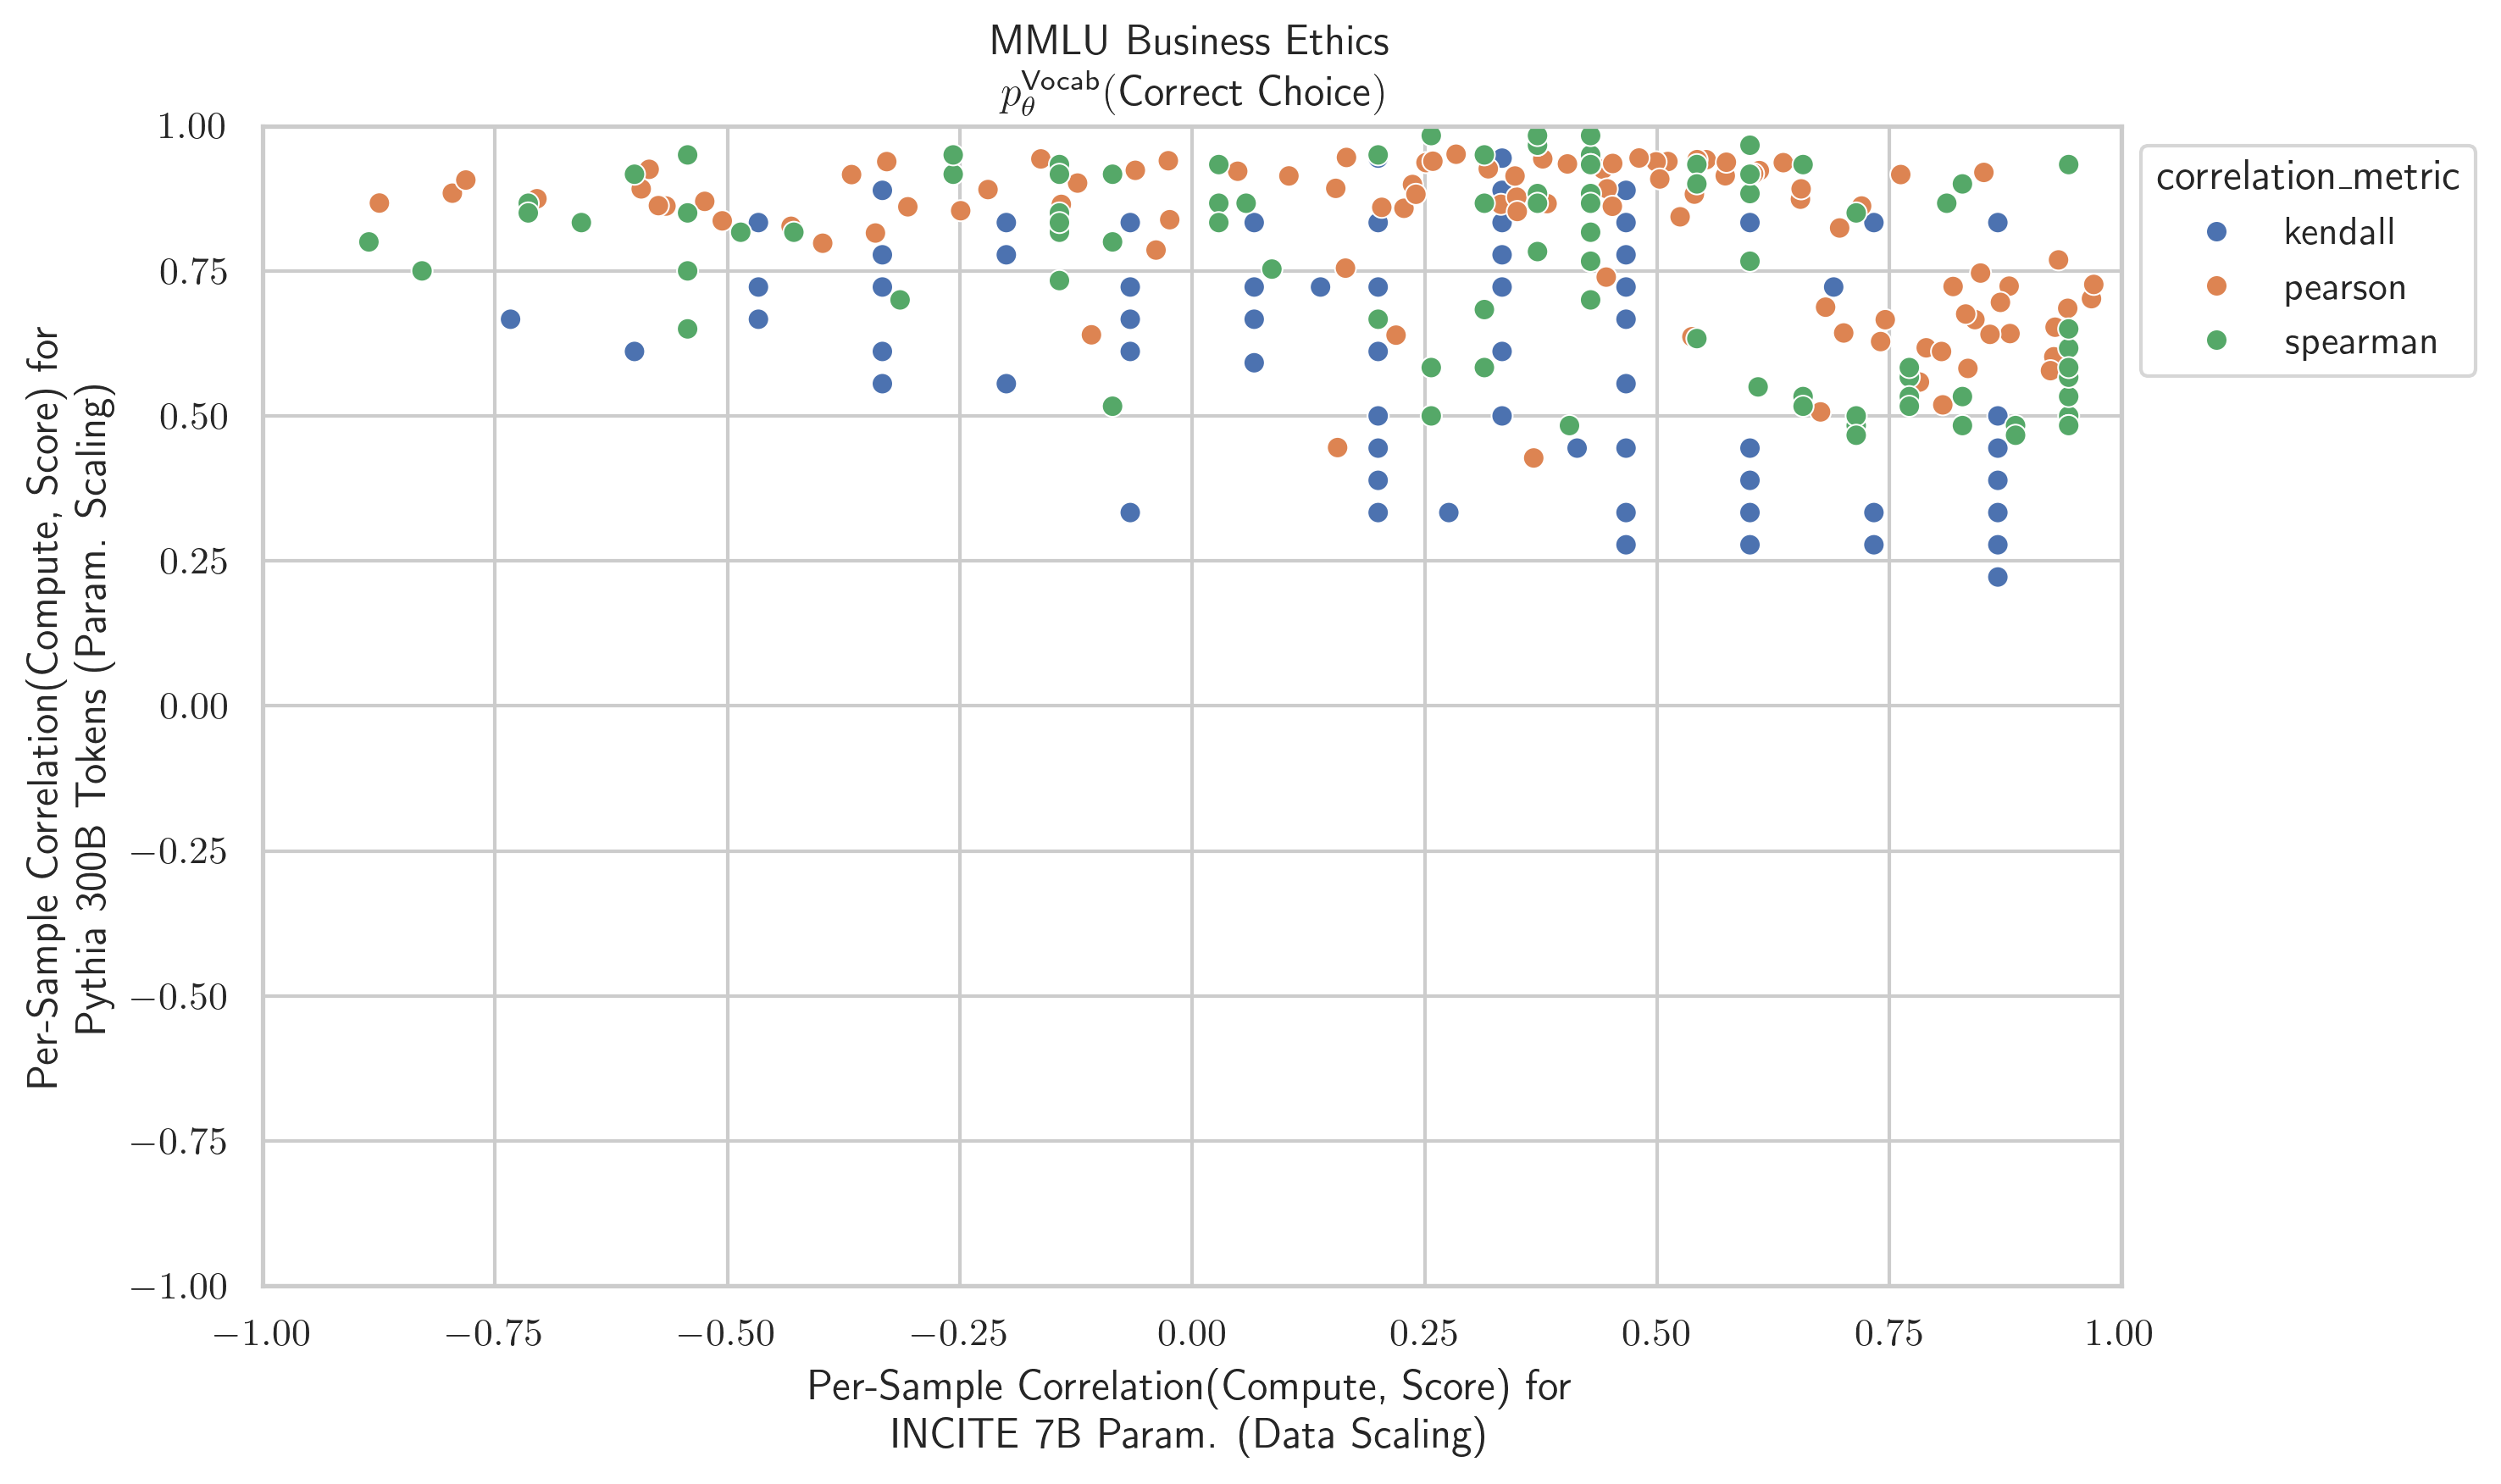 MMLU Business Ethics
p_θ^Vocab(Correct Choice)
Per-Sample Correlation(Compute, Score) for
Pythia 300B Tokens (Param. Scaling)
1.00
0.75
0.50
0.25
0.00
−0.25
−0.50
−0.75
−1.00
−1.00 −0.75 −0.50 −0.25 0.00 0.25 0.50 0.75 1.00
Per-Sample Correlation(Compute, Score) for
INCITE 7B Param. (Data Scaling)
correlation_metric
kendall
pearson
spearman